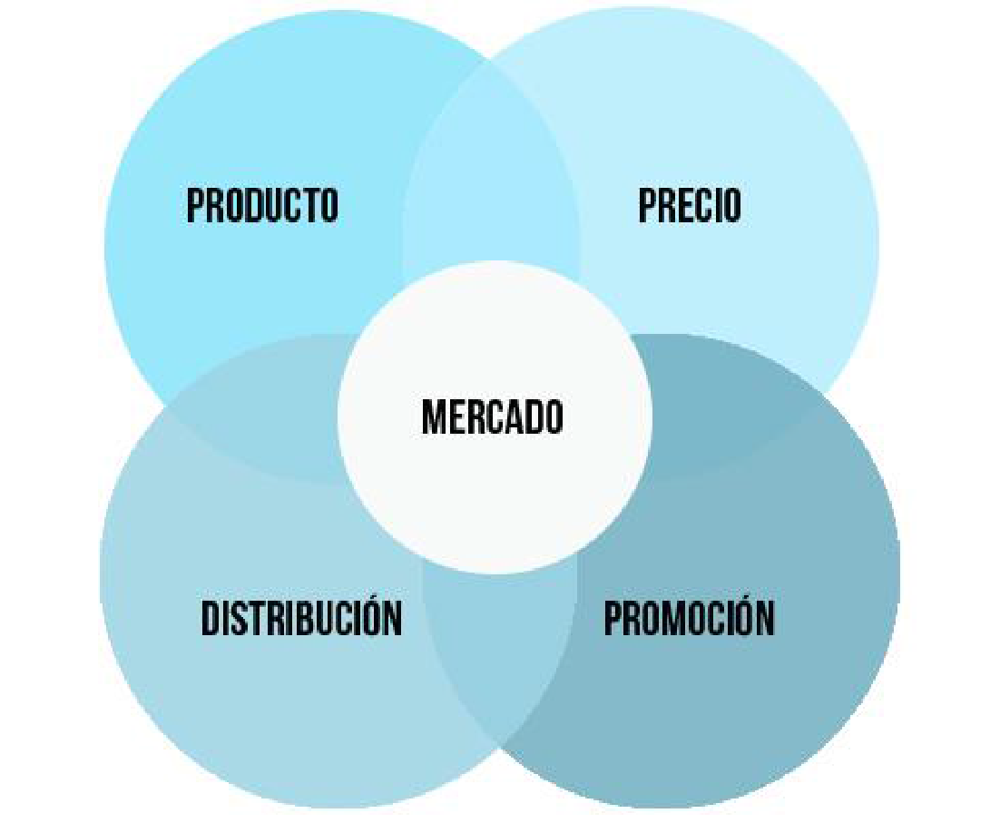 PRODUCTO
PRECIO
MERCADO
DISTRIBUCIÓN
PROMOCIÓN